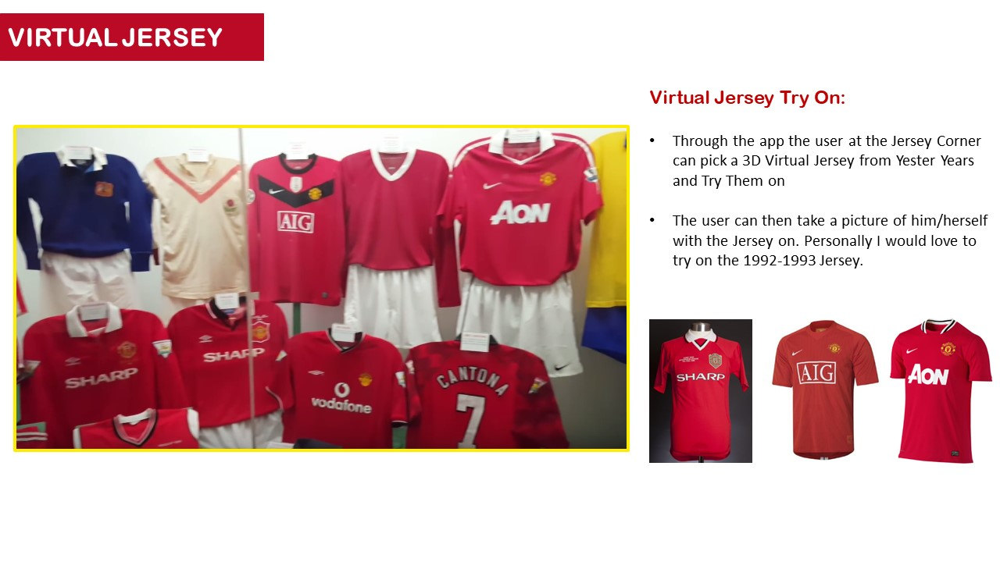 VIRTUAL JERSEY
Virtual Jersey Try On:
• Through the app the user at the Jersey Corner
can pick a 3D Virtual Jersey from Yester Years
and Try Them on
• The user can then take a picture of him/herself
with the Jersey on. Personally I would love to
try on the 1992-1993 Jersey.
AIG
AON
SHARP
SHARP
vodafone
CANTONA
7
SHARP
AIG
AON